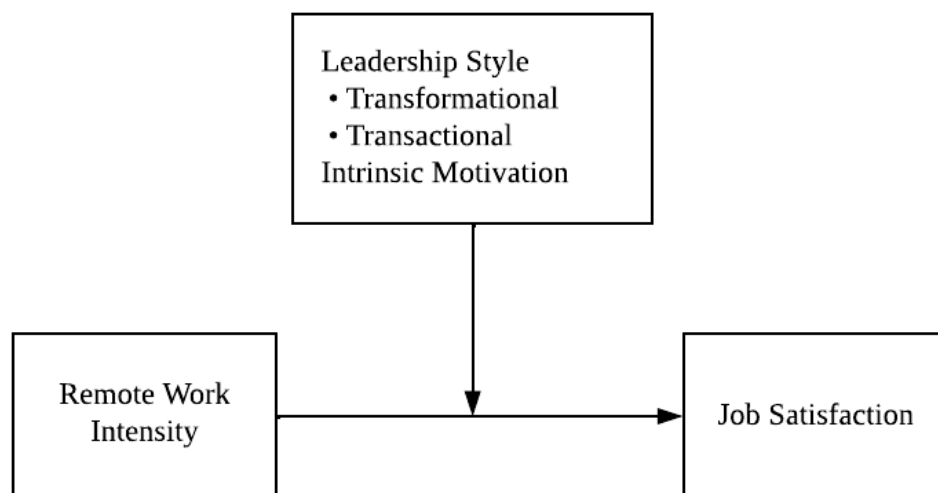 Leadership Style
• Transformational
• Transactional
Intrinsic Motivation
Remote Work
Intensity
Job Satisfaction